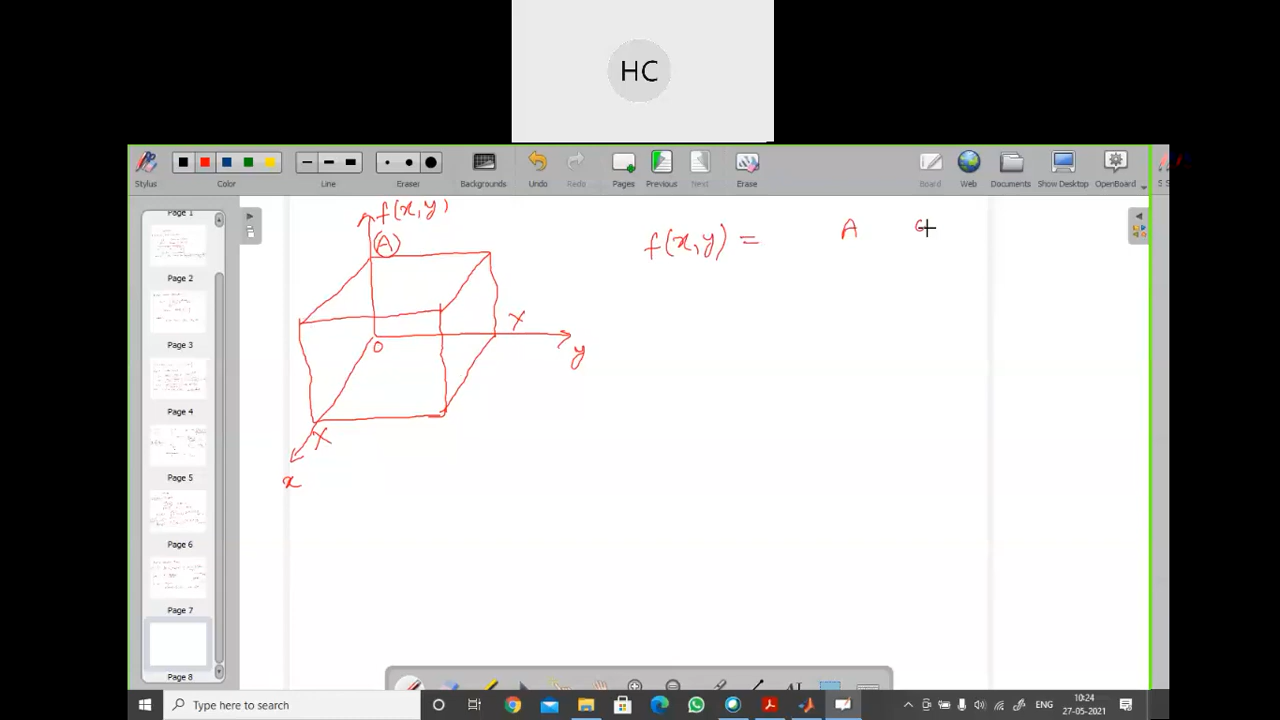 HC
Stylus
Color
Line
Eraser
Backgrounds
Undo
Redo
Pages
Previous
Next
Erase
Board
Web
Documents
Show Desktop
OpenBoard
Page 1
Page 2
Page 3
Page 4
Page 5
Page 6
Page 7
Page 8
f(x,y)
A
O
X
y
X
x
f(x,y) = A
Type here to search
ENG
10:24
27-05-2021